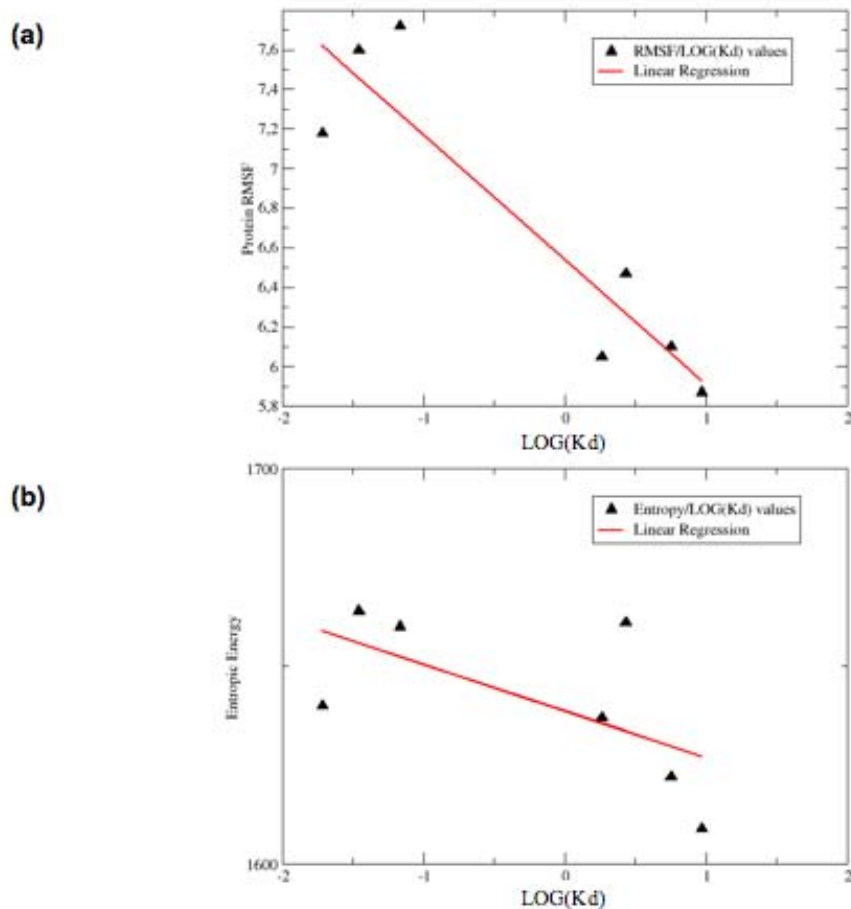 (a)
7,6
7,4
7,2
7
6,8
6,6
6,4
6,2
6
5,8
Protein RMSF
RMSF/LOG(Kd) values
Linear Regression
-2 -1 0 1 2
LOG(Kd)
(b)
1700
1600
Entropic Energy
Entropy/LOG(Kd) values
Linear Regression
-2 -1 0 1 2
LOG(Kd)